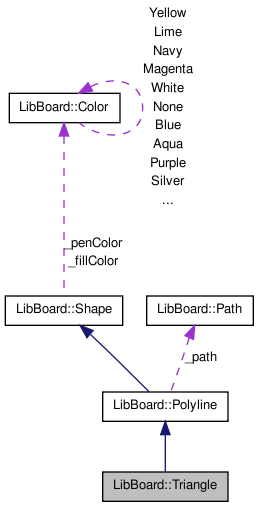 Yellow
Lime
Navy
Magenta
White
None
Blue
Aqua
Purple
Silver
...
LibBoard::Color
_penColor
_fillColor
LibBoard::Shape
LibBoard::Path
_path
LibBoard::Polyline
LibBoard::Triangle